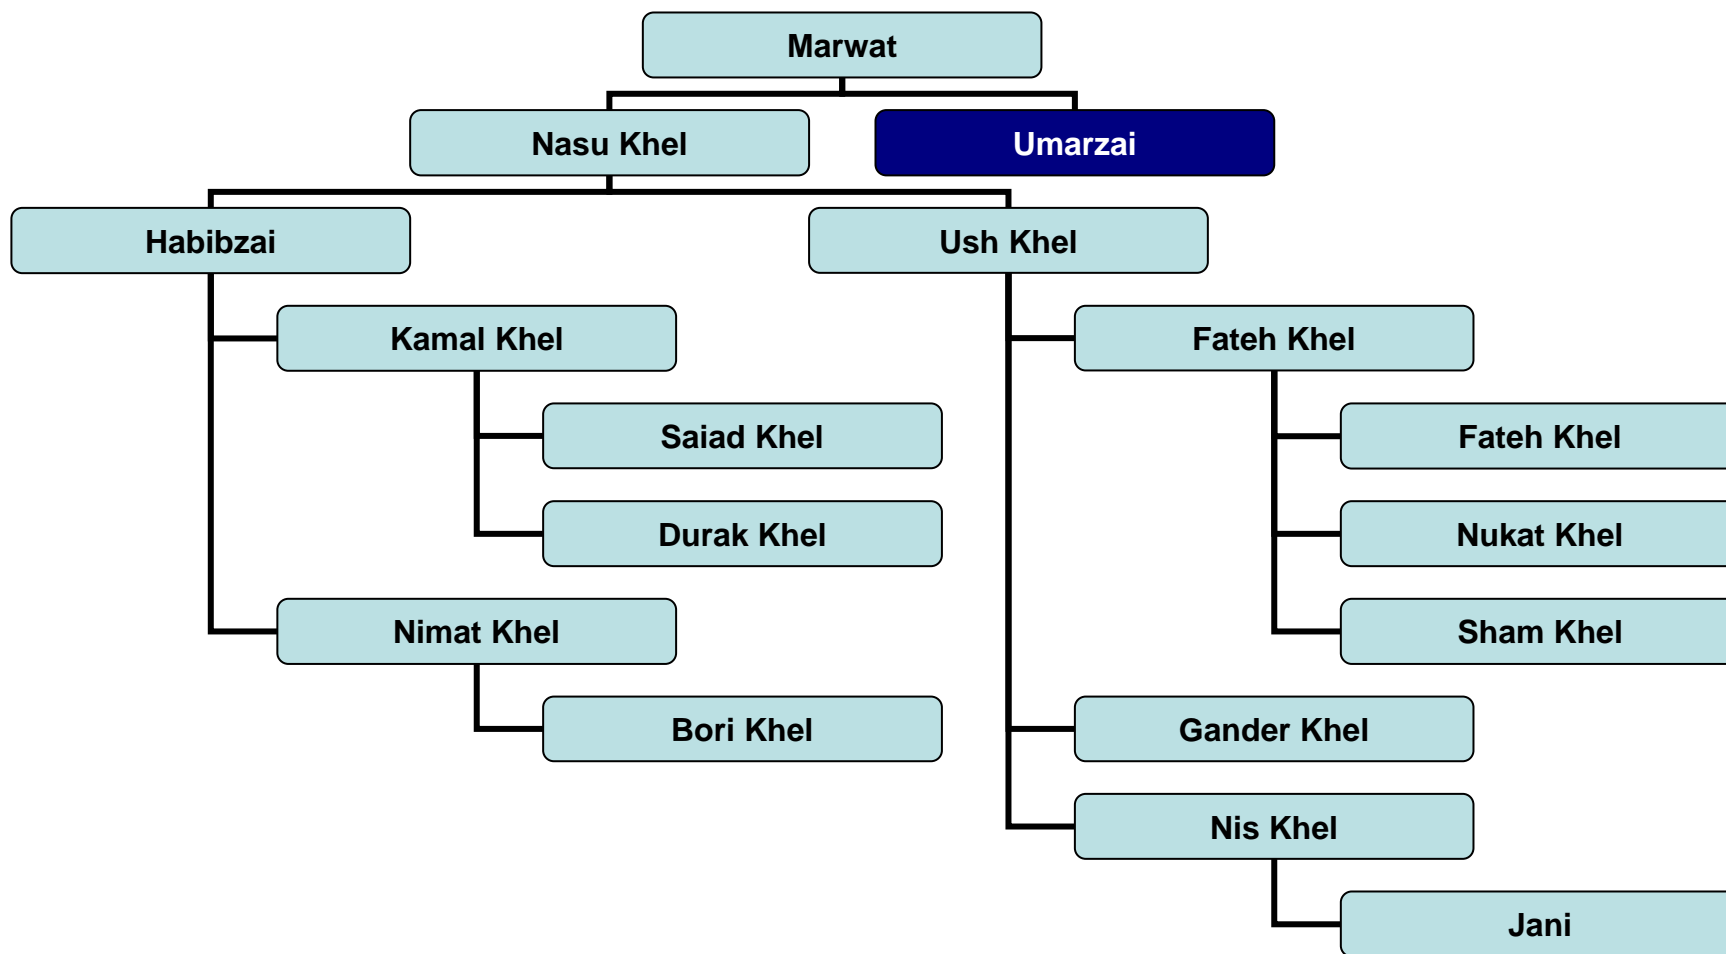 Marwat
Nasu Khel
Umarzai
Habibzai
Ush Khel
Kamal Khel
Fateh Khel
Saiad Khel
Fateh Khel
Durak Khel
Nukat Khel
Nimat Khel
Sham Khel
Bori Khel
Gander Khel
Nis Khel
Jani